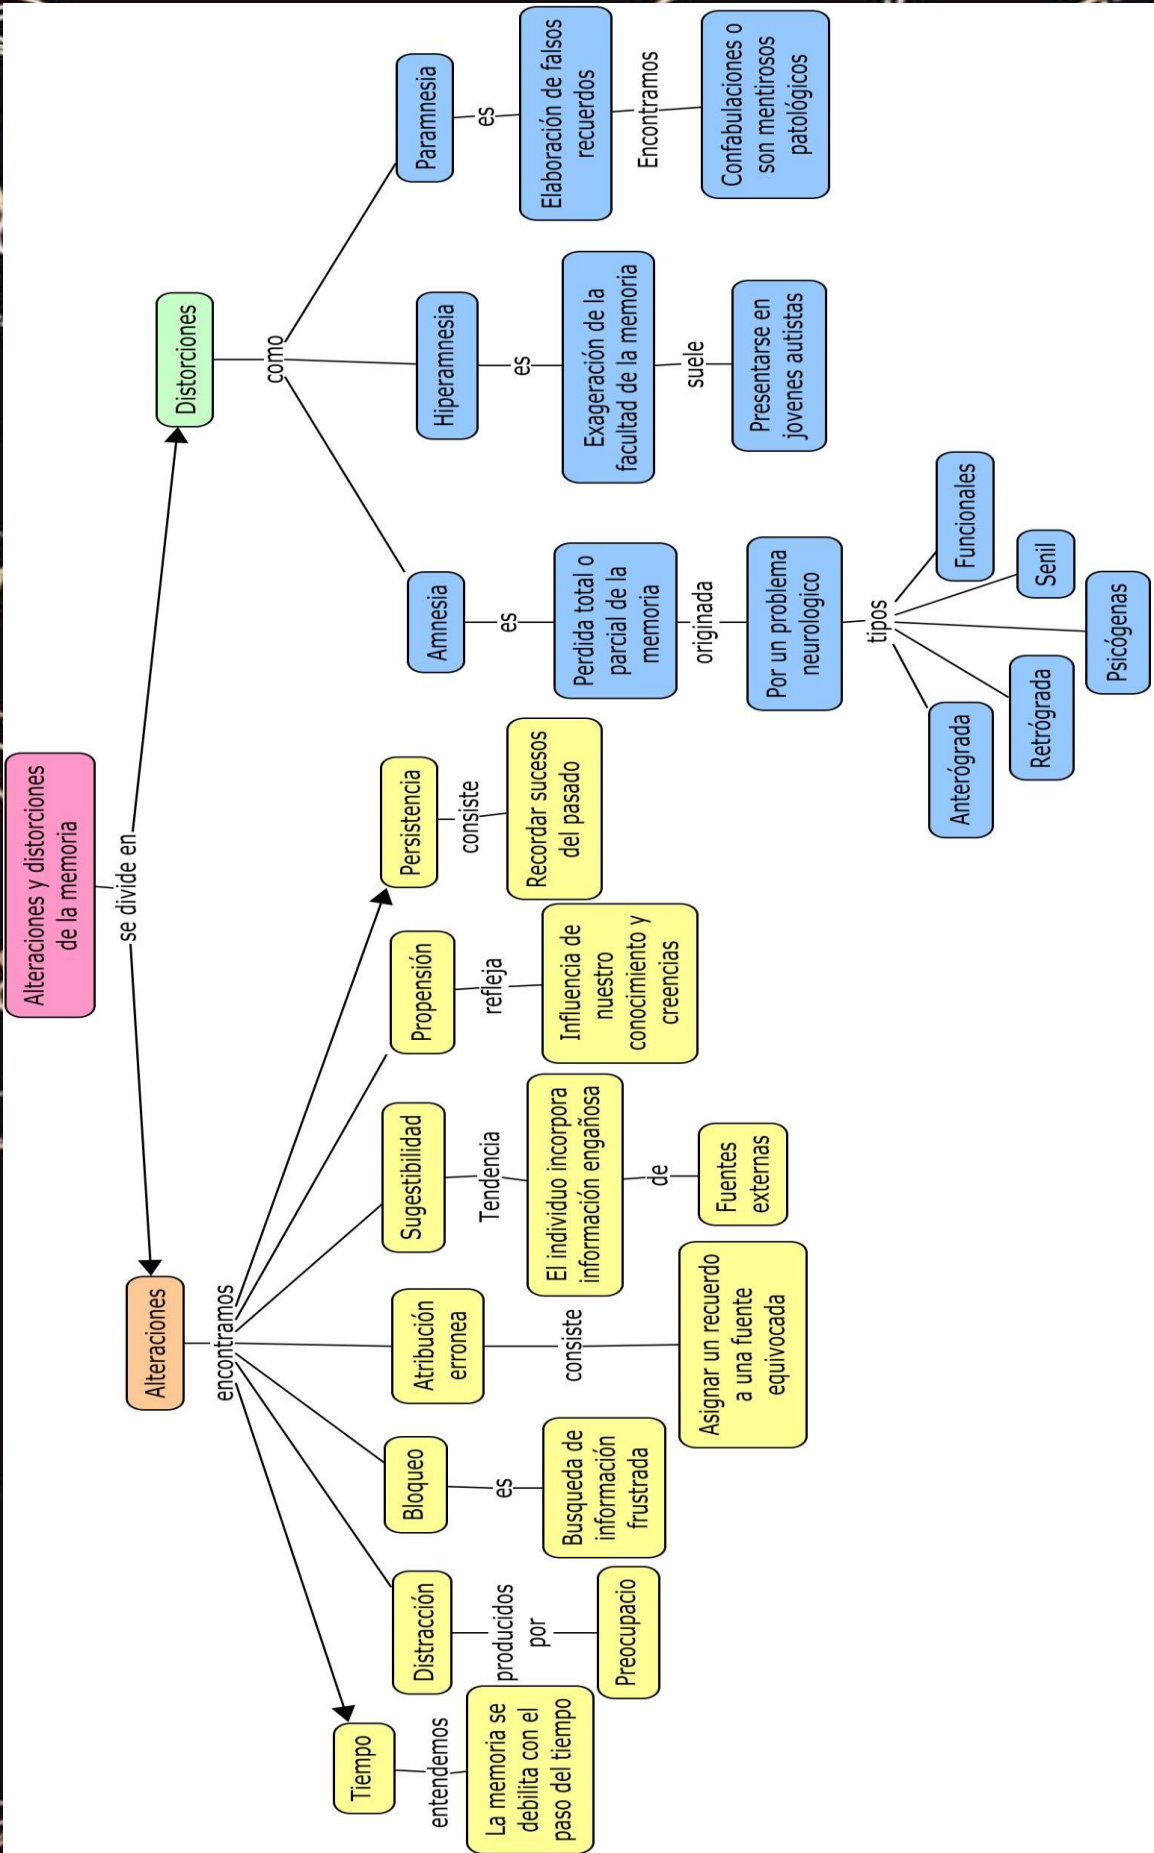 Alteraciones y distorciones
de la memoria
se divide en
Alteraciones
encontramos
Tiempo
entendemos
La memoria se
debilita con el
paso del tiempo
Distracción
producidos
por
Preocupacio
Bloqueo
es
Busqueda de
información
frustrada
Atribución
erronea
consiste
Asignar un recuerdo
a una fuente
equivocada
Sugestibilidad
Tendencia
El individuo incorpora
información engañosa
de
Fuentes
externas
Propensión
refleja
Influencia de
nuestro
conocimiento y
creencias
Persistencia
consiste
Recordar sucesos
del pasado
Distorciones
como
Amnesia
es
Perdida total o
parcial de la
memoria
originada
Por un problema
neurologico
tipos
Anterógrada
Retrógrada
Psicógenas
Senil
Funcionales
Hiperamnesia
es
Exageración de la
facultad de la memoria
suele
Presentarse en
jovenes autistas
Paramnesia
es
Elaboración de falsos
recuerdos
Encontramos
Confabulaciones o
son mentirosos
patológicos